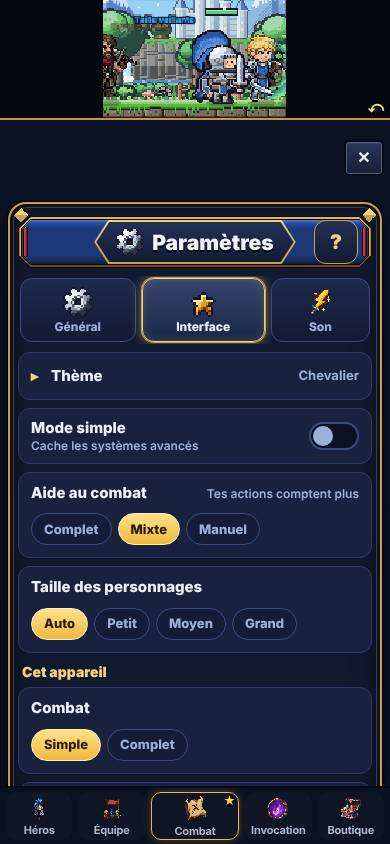 Taille vaillante
×
Paramètres
?
Général
Interface
Son
Thème
Chevalier
Mode simple
Cache les systèmes avancés
Aide au combat
Tes actions comptent plus
Complet
Mixte
Manuel
Taille des personnages
Auto
Petit
Moyen
Grand
Cet appareil
Combat
Simple
Complet
Héros
Équipe
Combat
Invocation
Boutique